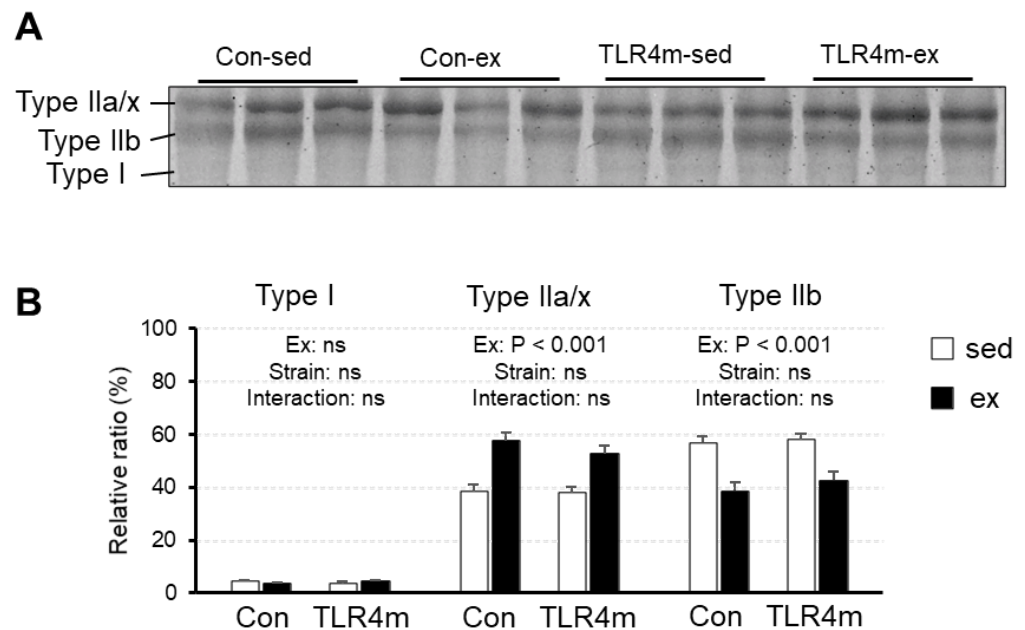 A
Con-sed Con-ex TLR4m-sed TLR4m-ex
Type IIa/x
Type IIb
Type I
B
Type I Type IIa/x Type IIb
100
80
60
40
20
0
Relative ratio (%)
Ex: ns Ex: P < 0.001 Ex: P < 0.001
Strain: ns Strain: ns Strain: ns
Interaction: ns Interaction: ns Interaction: ns
sed
ex
Con TLR4m Con TLR4m Con TLR4m